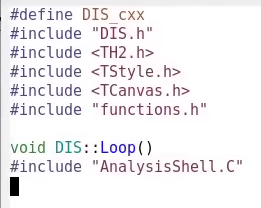 #define DIS_cxx
#include "DIS.h"
#include <TH2.h>
#include <TStyle.h>
#include <TCanvas.h>
#include "functions.h"
void DIS::Loop()
#include "AnalysisShell.C"